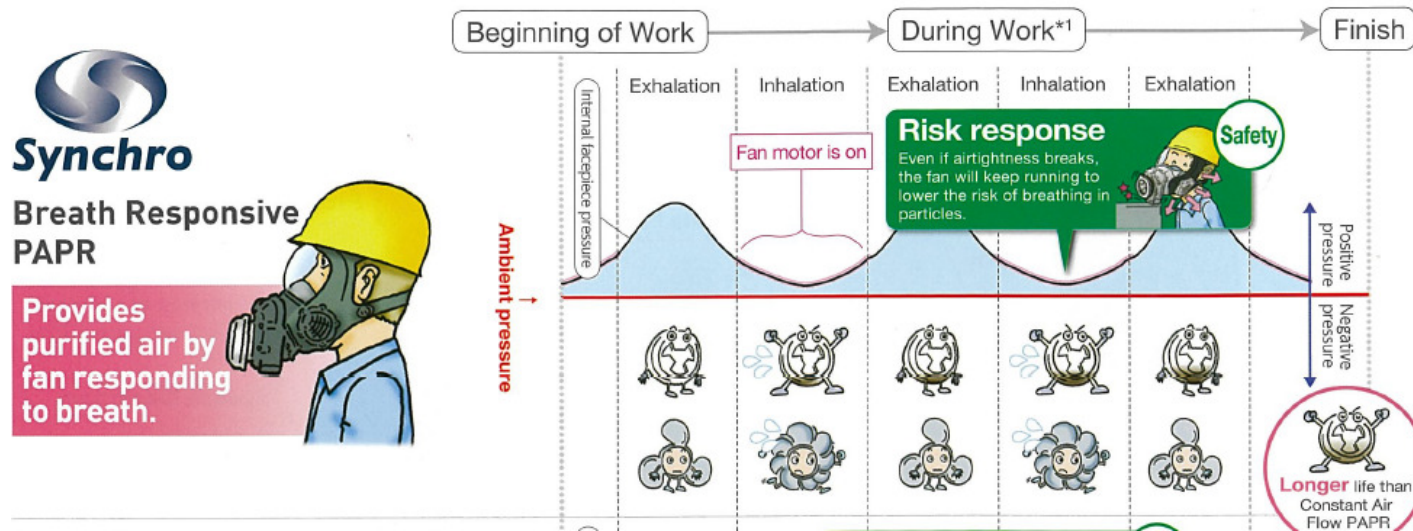 Beginning of Work
During Work*1
Finish
Synchro
Breath Responsive
PAPR
Provides
purified air by
fan responding
to breath.
Internal facepiece pressure
Exhalation
Inhalation
Exhalation
Inhalation
Exhalation
Fan motor is on
Risk response
Even if airtightness breaks,
the fan will keep running to
lower the risk of breathing in
particles.
Safety
Ambient pressure →
Positive
pressure
Negative
pressure
Longer life than
Constant Air
Flow PAPR